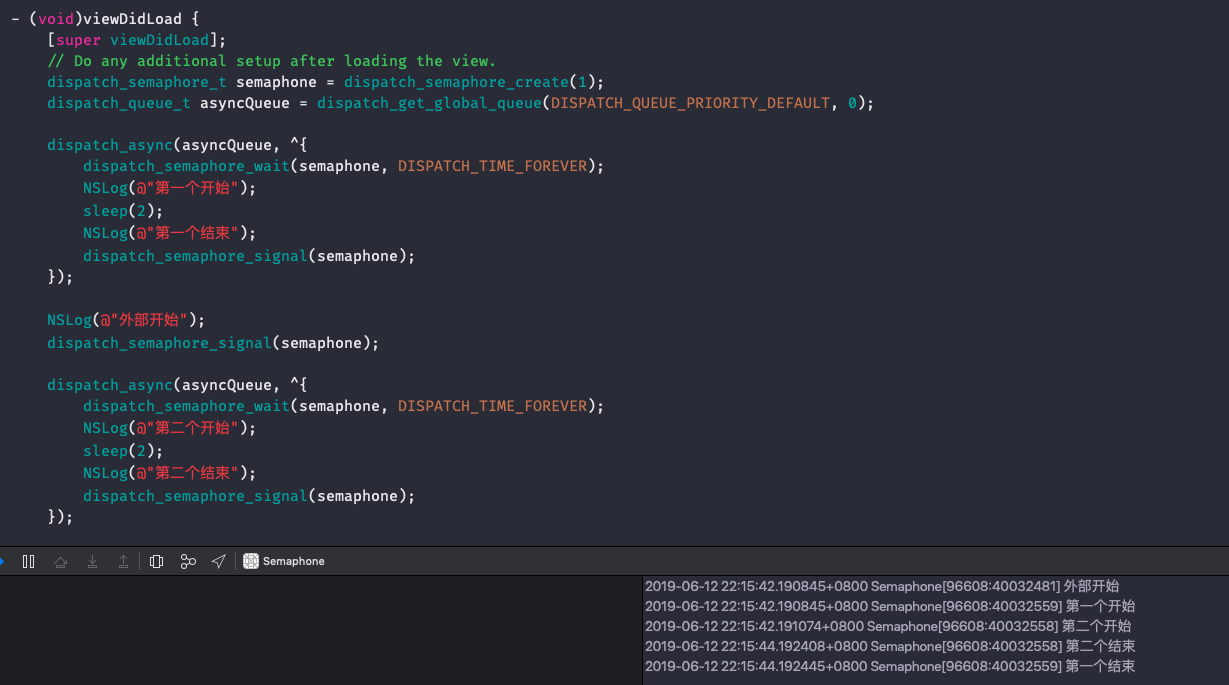 - (void)viewDidLoad {
    [super viewDidLoad];
    // Do any additional setup after loading the view.
    dispatch_semaphore_t semaphone = dispatch_semaphore_create(1);
    dispatch_queue_t asyncQueue = dispatch_get_global_queue(DISPATCH_QUEUE_PRIORITY_DEFAULT, 0);
    dispatch_async(asyncQueue, ^{
        dispatch_semaphore_wait(semaphone, DISPATCH_TIME_FOREVER);
        NSLog(@"第一个开始");
        sleep(2);
        NSLog(@"第一个结束");
        dispatch_semaphore_signal(semaphone);
    });
    NSLog(@"外部开始");
    dispatch_semaphore_signal(semaphone);
    dispatch_async(asyncQueue, ^{
        dispatch_semaphore_wait(semaphone, DISPATCH_TIME_FOREVER);
        NSLog(@"第二个开始");
        sleep(2);
        NSLog(@"第二个结束");
        dispatch_semaphore_signal(semaphone);
    });
Semaphone
2019-06-12 22:15:42.190845+0800 Semaphone[96608:40032481] 外部开始
2019-06-12 22:15:42.190845+0800 Semaphone[96608:40032559] 第一个开始
2019-06-12 22:15:42.191074+0800 Semaphone[96608:40032558] 第二个开始
2019-06-12 22:15:44.192408+0800 Semaphone[96608:40032558] 第二个结束
2019-06-12 22:15:44.192445+0800 Semaphone[96608:40032559] 第一个结束